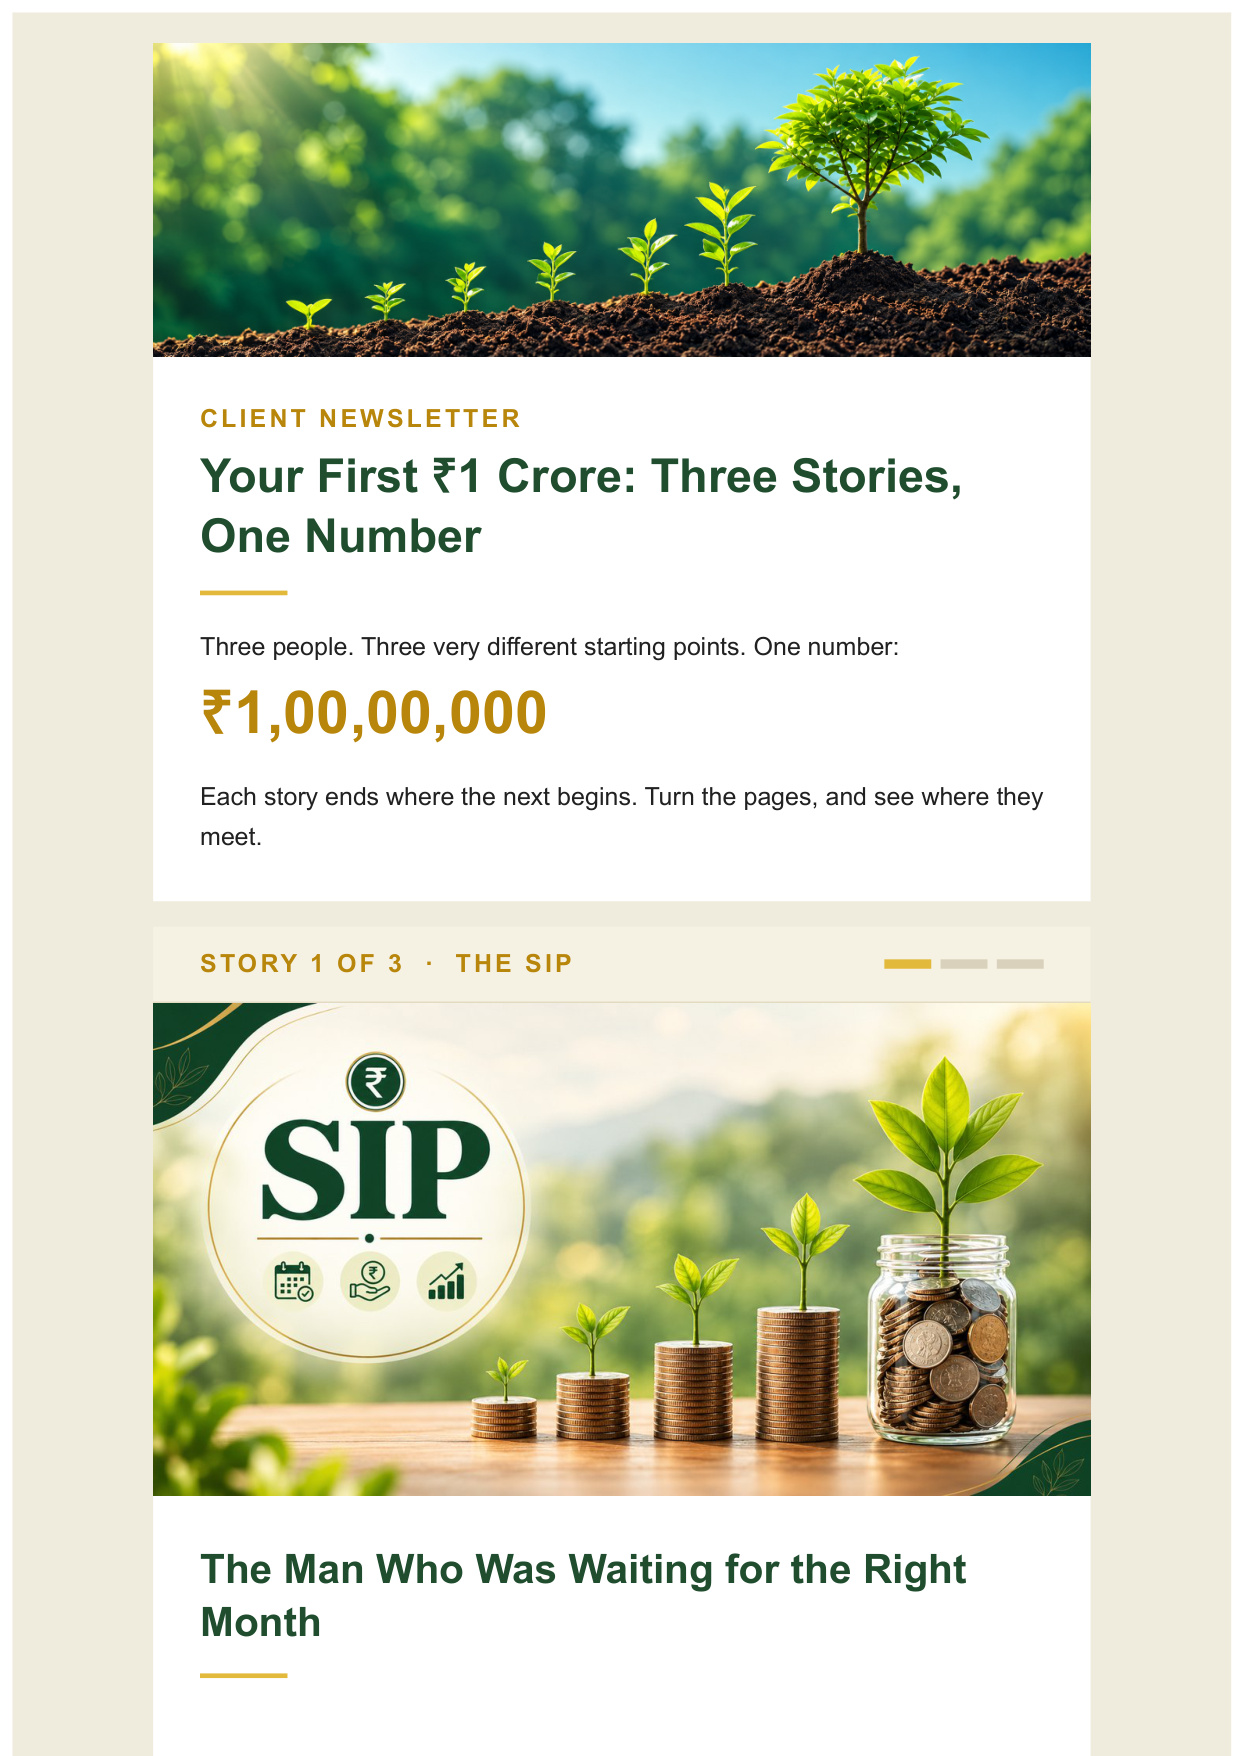 CLIENT NEWSLETTER
Your First ₹1 Crore: Three Stories,
One Number
Three people. Three very different starting points. One number:
₹1,00,00,000
Each story ends where the next begins. Turn the pages, and see where they
meet.
STORY 1 OF 3 · THE SIP
₹
SIP
₹
The Man Who Was Waiting for the Right
Month